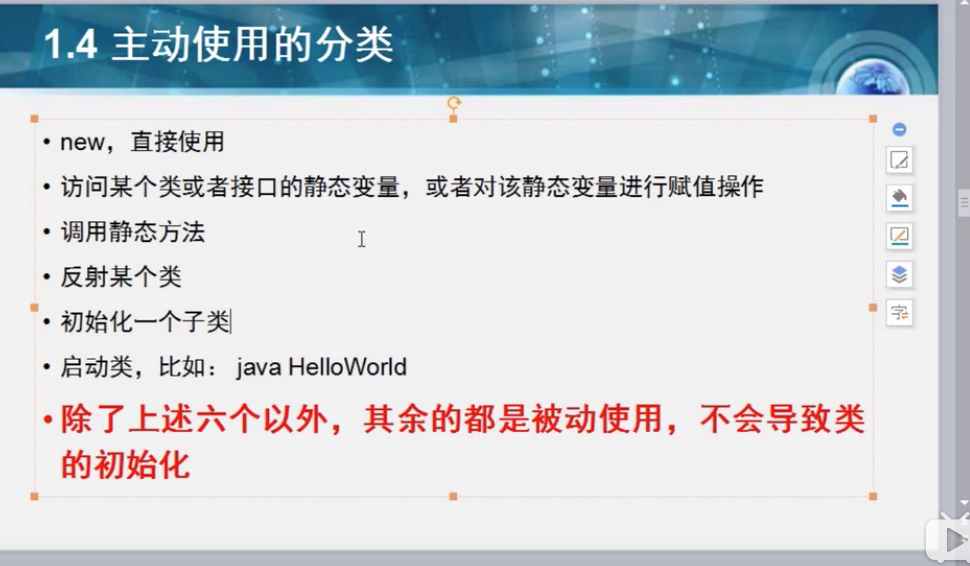 1.4 主动使用的分类
• new，直接使用
• 访问某个类或者接口的静态变量，或者对该静态变量进行赋值操作
• 调用静态方法
• 反射某个类
• 初始化一个子类
• 启动类，比如： java HelloWorld
• 除了上述六个以外，其余的都是被动使用，不会导致类
的初始化
字